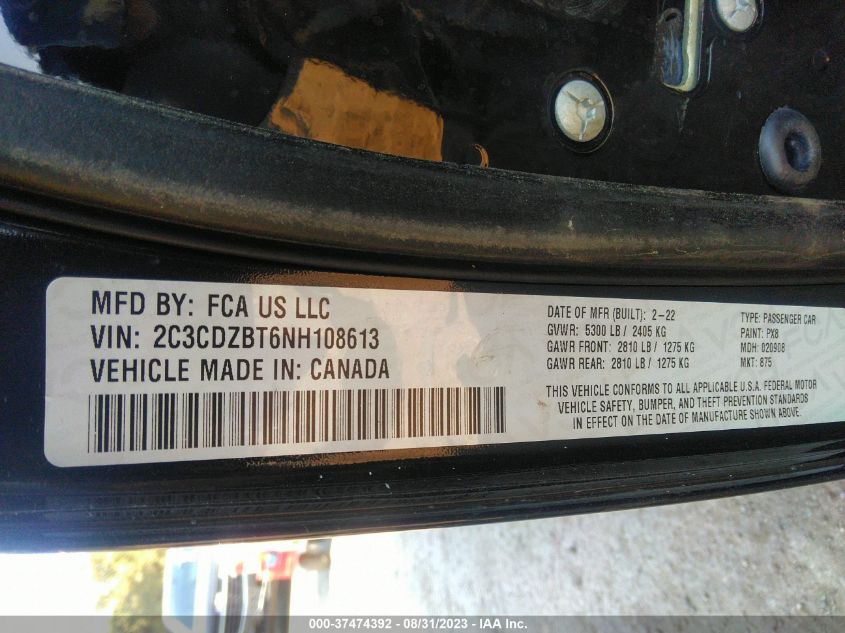 MFD BY: FCA US LLC
VIN: 2C3CDZBT6NH108613
VEHICLE MADE IN: CANADA
DATE OF MFR (BUILT): 2-22
GVWR: 5300 LB / 2405 KG
GAWR FRONT: 2810 LB / 1275 KG
GAWR REAR: 2810 LB / 1275 KG
TYPE: PASSENGER CAR
PAINT: PX8
MDH: 020908
MKT: 875
THIS VEHICLE CONFORMS TO ALL APPLICABLE U.S.A. FEDERAL MOTOR
VEHICLE SAFETY, BUMPER, AND THEFT PREVENTION STANDARDS
IN EFFECT ON THE DATE OF MANUFACTURE SHOWN ABOVE.
000-37474392 - 08/31/2023 - IAA Inc.